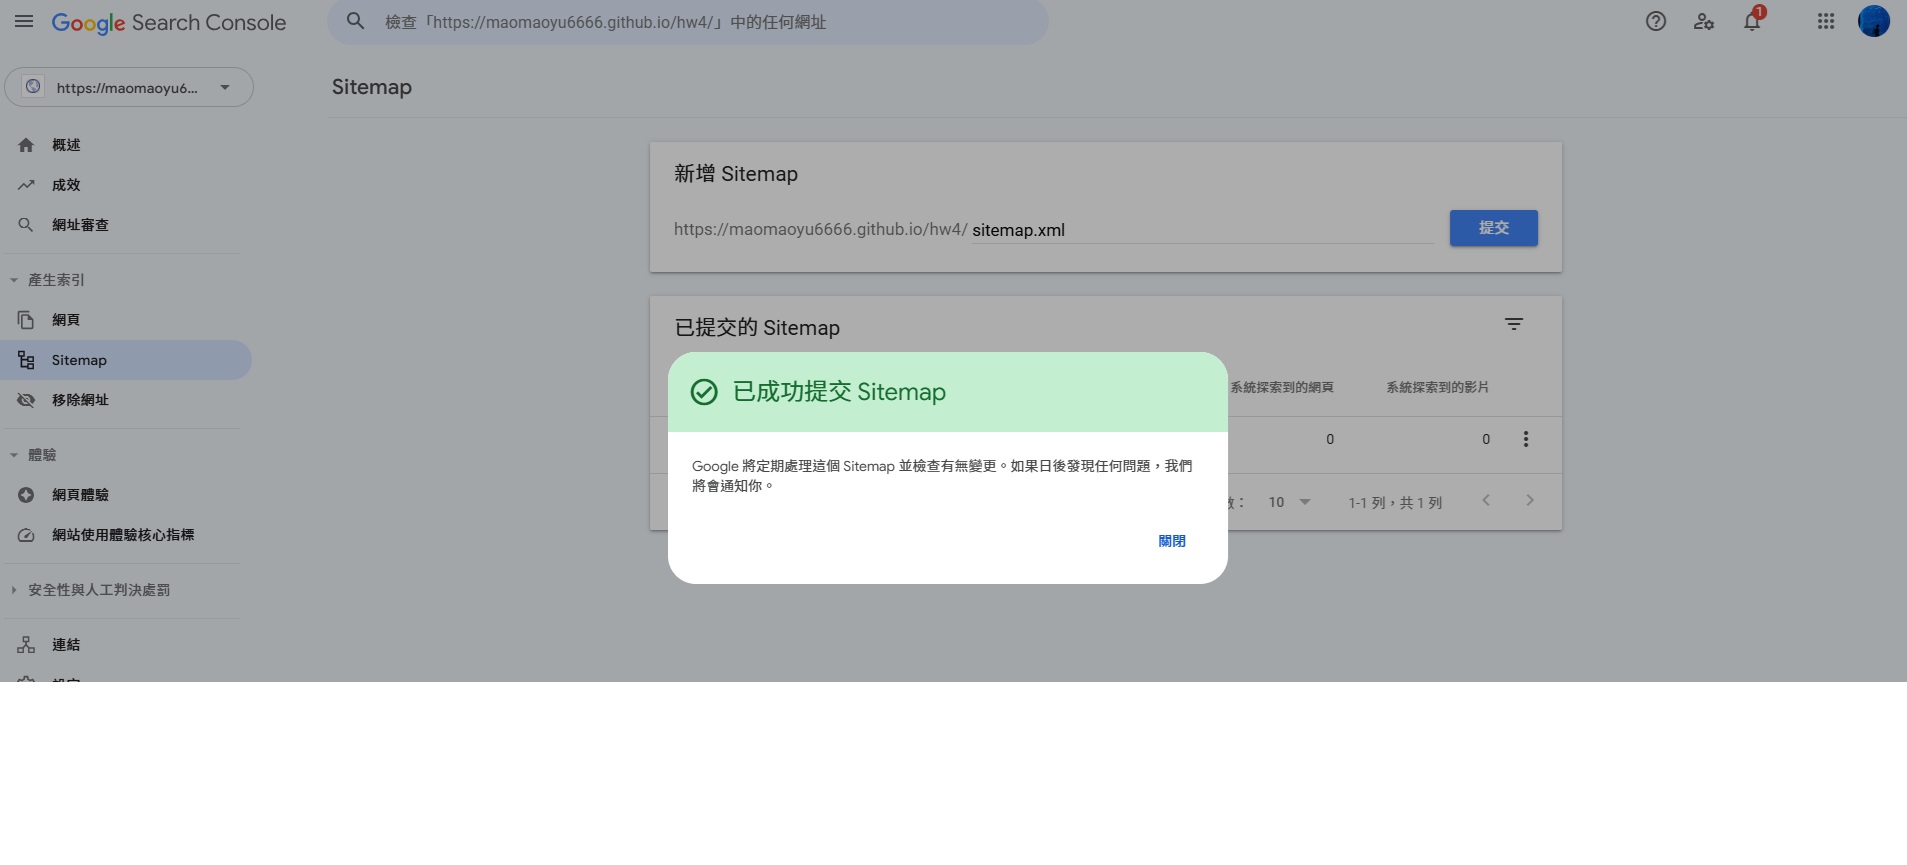 Google Search Console
檢查「https://maomaoyu6666.github.io/hw4/」中的任何網址
1
https://maomaoyu6...
Sitemap
概述
成效
網址審查
產生索引
網頁
Sitemap
移除網址
體驗
網頁體驗
網站使用體驗核心指標
安全性與人工判決處罰
連結
新增 Sitemap
https://maomaoyu6666.github.io/hw4/ sitemap.xml
提交
已提交的 Sitemap
系統探索到的網頁 系統探索到的影片
0 0
10 1-1 列，共 1 列
已成功提交 Sitemap
Google 將定期處理這個 Sitemap 並檢查有無變更。如果日後發現任何問題，我們
將會通知你。
關閉